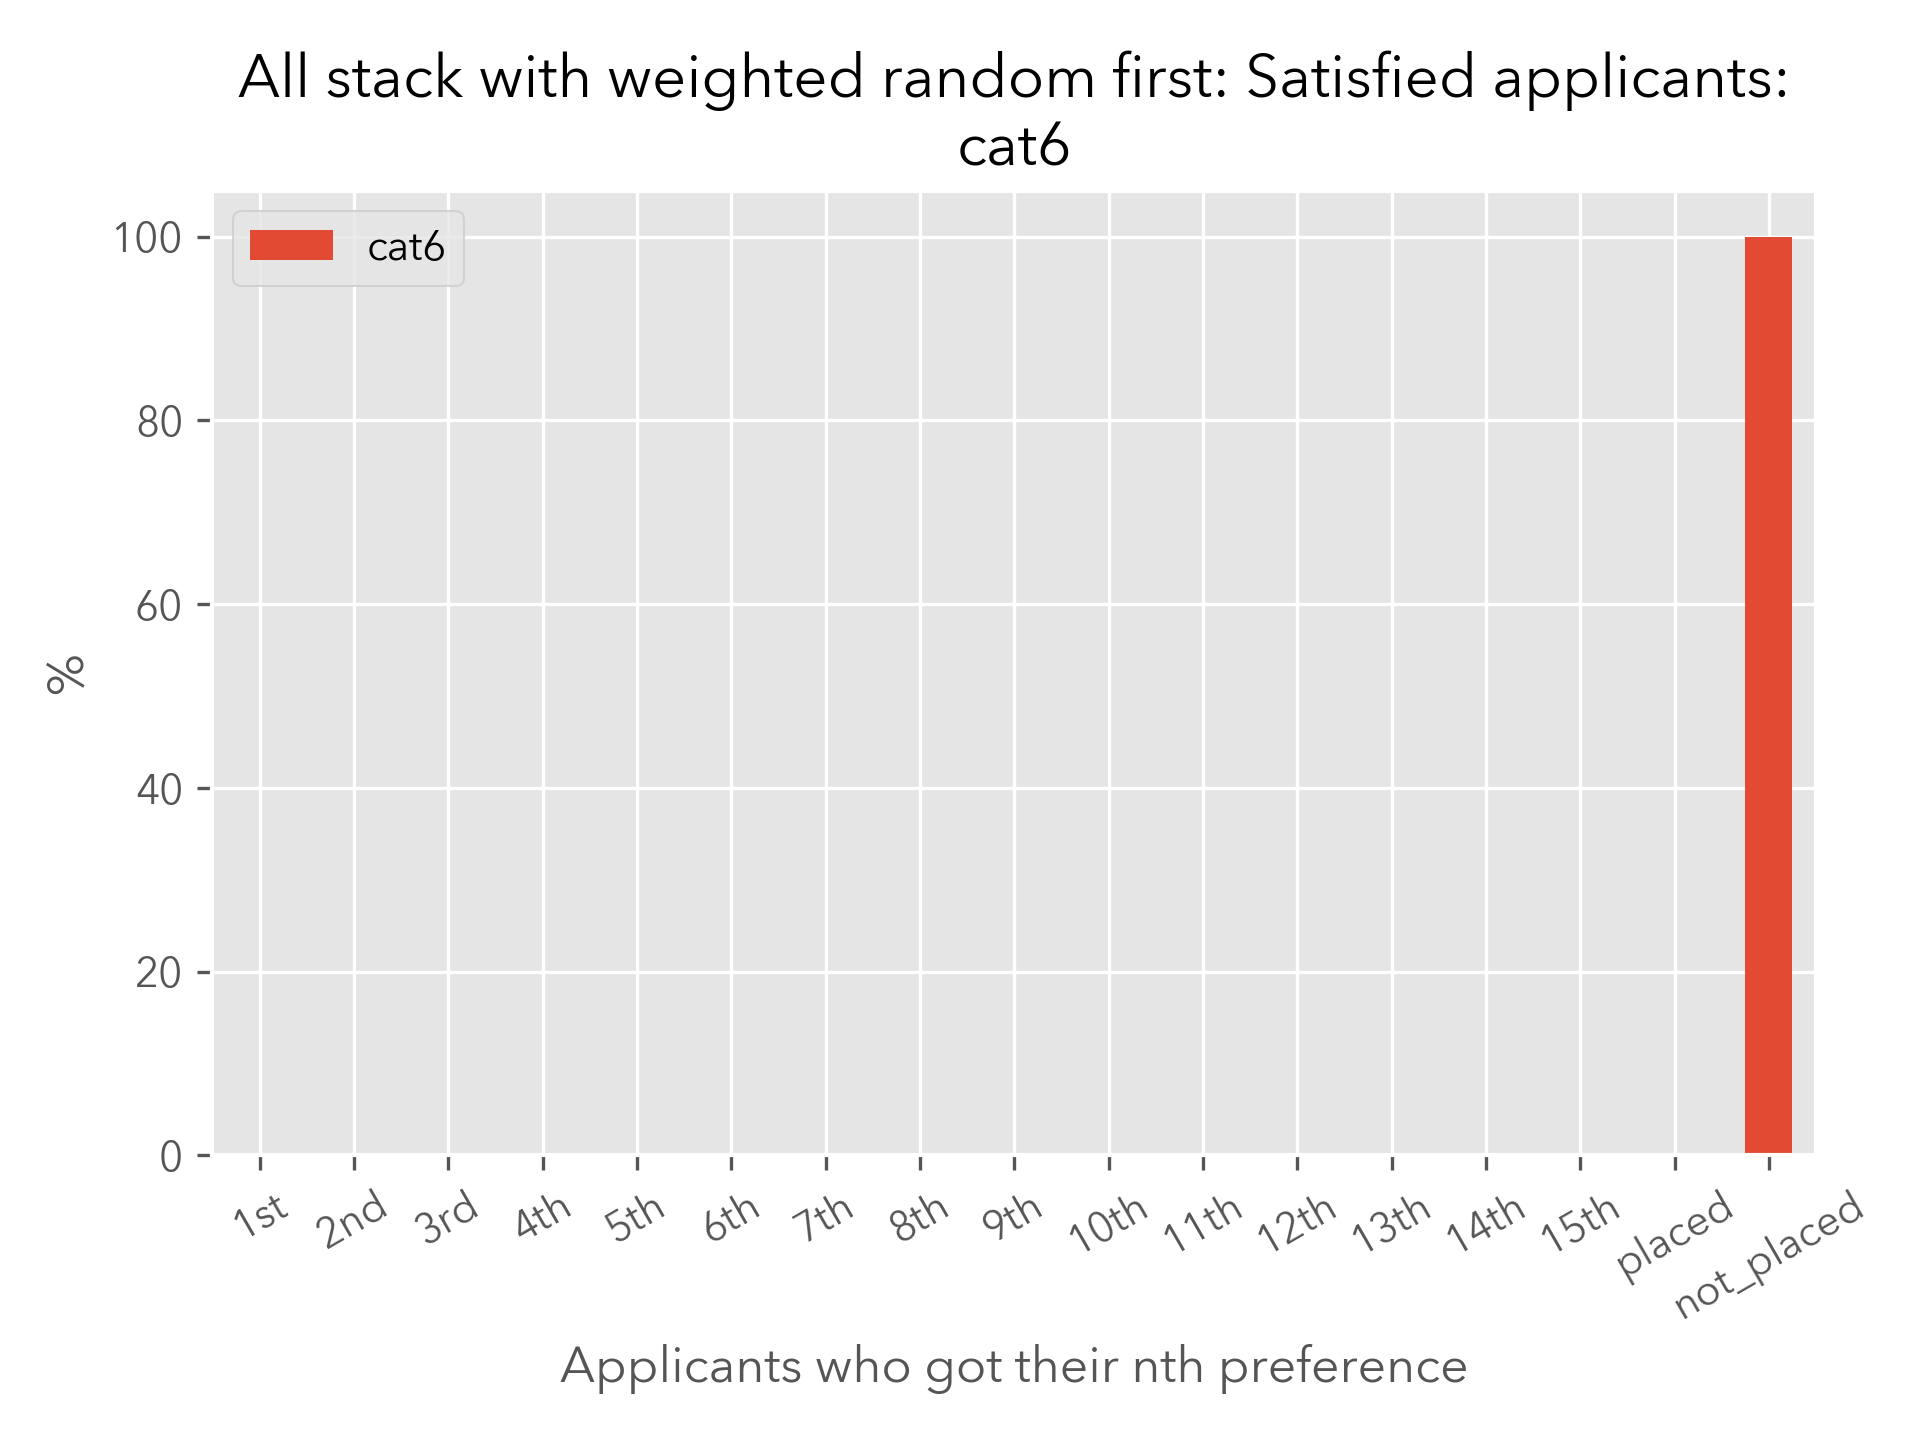 All stack with weighted random first: Satisfied applicants:
cat6
cat6
100
80
60
40
20
0
%
1st 2nd 3rd 4th 5th 6th 7th 8th 9th 10th 11th 12th 13th 14th 15th placed not_placed
Applicants who got their nth preference